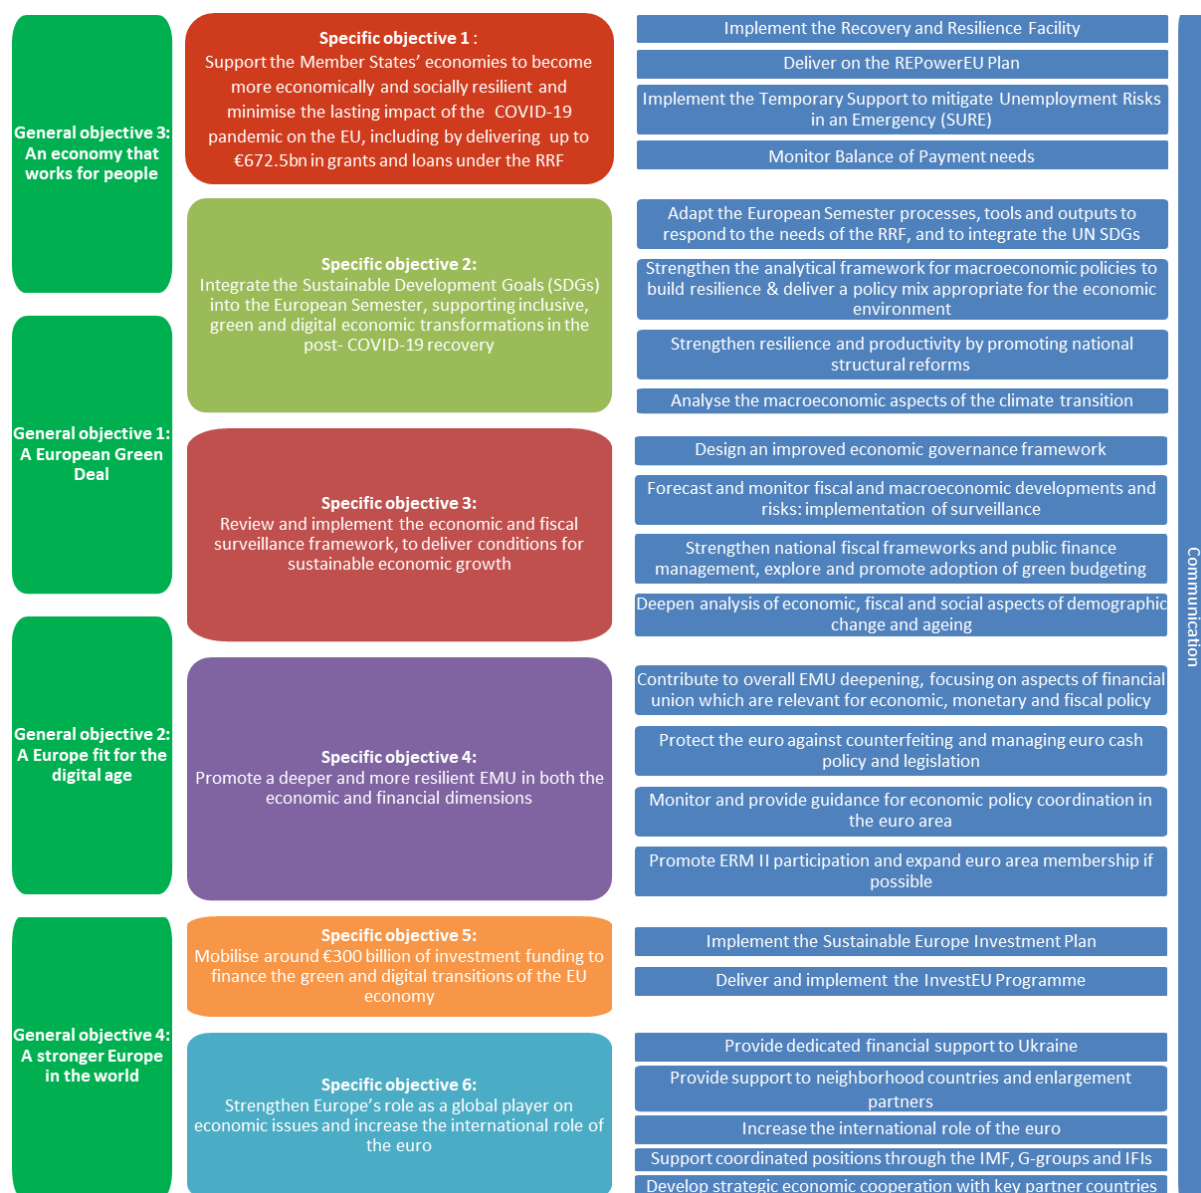 General objective 3:
An economy that
works for people
General objective 1:
A European Green
Deal
General objective 2:
A Europe fit for the
digital age
General objective 4:
A stronger Europe
in the world
Specific objective 1 :
Support the Member States' economies to become
more economically and socially resilient and
minimise the lasting impact of the COVID-19
pandemic on the EU, including by delivering up to
€672.5bn in grants and loans under the RRF
Specific objective 2:
Integrate the Sustainable Development Goals (SDGs)
into the European Semester, supporting inclusive,
green and digital economic transformations in the
post- COVID-19 recovery
Specific objective 3:
Review and implement the economic and fiscal
surveillance framework, to deliver conditions for
sustainable economic growth
Specific objective 4:
Promote a deeper and more resilient EMU in both the
economic and financial dimensions
Specific objective 5:
Mobilise around €300 billion of investment funding to
finance the green and digital transitions of the EU
economy
Specific objective 6:
Strengthen Europe's role as a global player on
economic issues and increase the international role of
the euro
Implement the Recovery and Resilience Facility
Deliver on the REPowerEU Plan
Implement the Temporary Support to mitigate Unemployment Risks
in an Emergency (SURE)
Monitor Balance of Payment needs
Adapt the European Semester processes, tools and outputs to
respond to the needs of the RRF, and to integrate the UN SDGs
Strengthen the analytical framework for macroeconomic policies to
build resilience & deliver a policy mix appropriate for the economic
environment
Strengthen resilience and productivity by promoting national
structural reforms
Analyse the macroeconomic aspects of the climate transition
Design an improved economic governance framework
Forecast and monitor fiscal and macroeconomic developments and
risks: implementation of surveillance
Strengthen national fiscal frameworks and public finance
management, explore and promote adoption of green budgeting
Deepen analysis of economic, fiscal and social aspects of demographic
change and ageing
Contribute to overall EMU deepening, focusing on aspects of financial
union which are relevant for economic, monetary and fiscal policy
Protect the euro against counterfeiting and managing euro cash
policy and legislation
Monitor and provide guidance for economic policy coordination in
the euro area
Promote ERM II participation and expand euro area membership if
possible
Implement the Sustainable Europe Investment Plan
Deliver and implement the InvestEU Programme
Provide dedicated financial support to Ukraine
Provide support to neighborhood countries and enlargement
partners
Increase the international role of the euro
Support coordinated positions through the IMF, G-groups and IFIs
Develop strategic economic cooperation with key partner countries
Communication